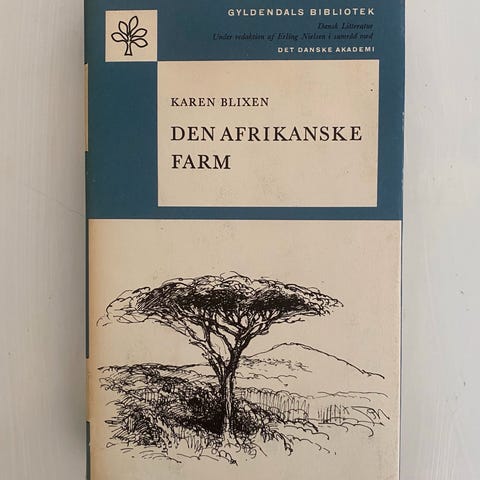 GYLDENDALS BIBLIOTEK
Dansk Litteratur
Under redaktion af Erling Nielsen i samråd med
DET DANSKE AKADEMI
KAREN BLIXEN
DEN AFRIKANSKE
FARM